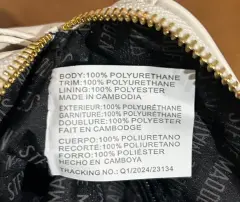 BODY:100% POLYURETHANE
TRIM:100% POLYURETHANE
LINING:100% POLYESTER
MADE IN CAMBODIA
EXTERIEUR:100% POLYURETHANE
GARNITURE:100% POLYURETHANE
DOUBLURE:100% POLYESTER
FAIT EN CAMBODGE
CUERPO:100% POLIURETANO
RECORTE:100% POLIURETANO
FORRO:100% POLIÉSTER
HECHO EN CAMBOYA
TRACKING NO.: Q1/2024/23134